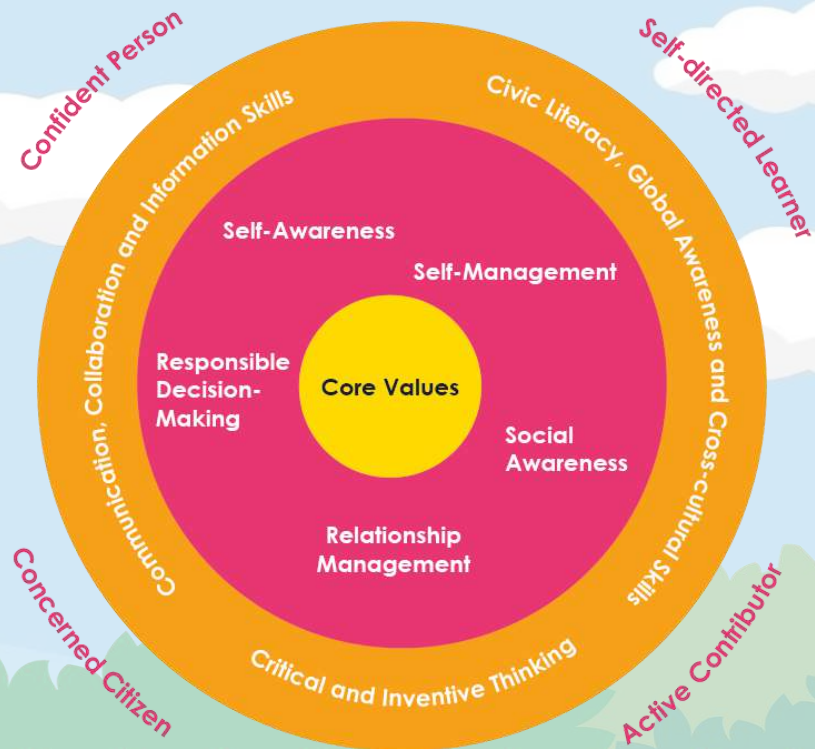 Confident Person
Self-directed Learner
Communication, Collaboration and Information Skills
Civic Literacy, Global Awareness and Cross-cultural Skills
Self-Awareness
Self-Management
Responsible
Decision-
Making
Core Values
Social
Awareness
Relationship
Management
Critical and Inventive Thinking
Concerned Citizen
Active Contributor